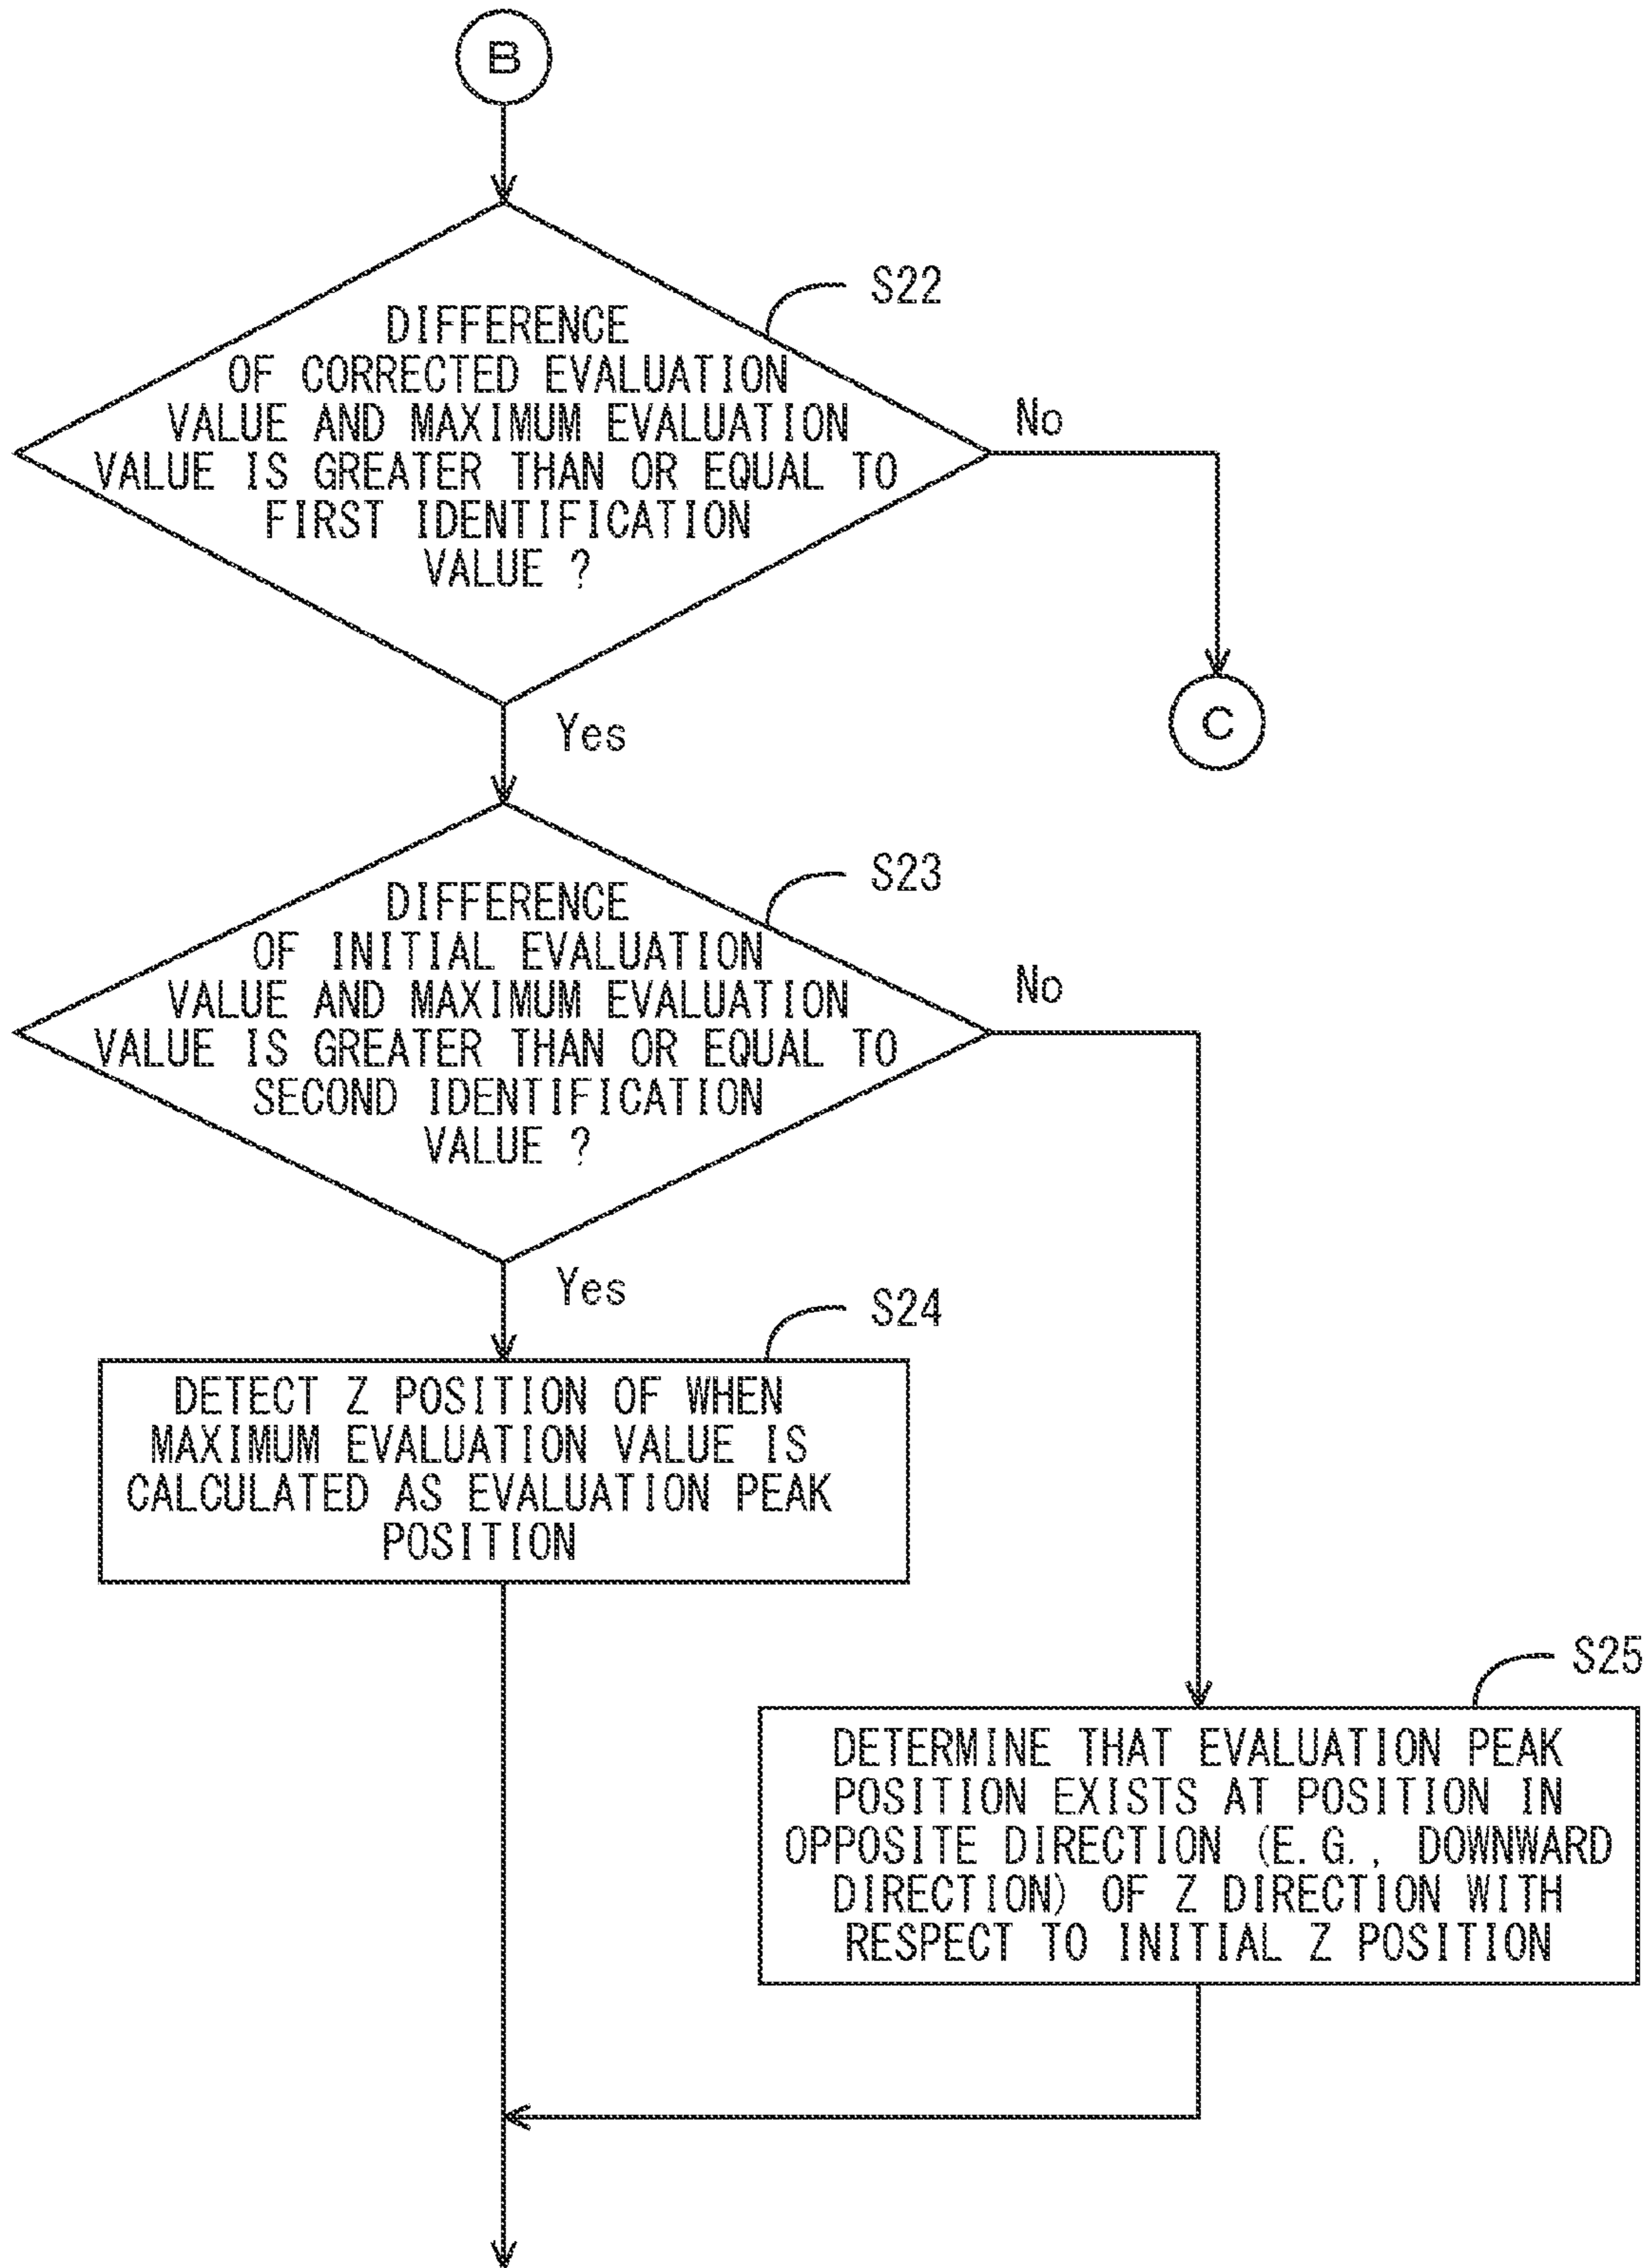 B
S22
DIFFERENCE
OF CORRECTED EVALUATION
VALUE AND MAXIMUM EVALUATION
VALUE IS GREATER THAN OR EQUAL TO
FIRST IDENTIFICATION
VALUE ?
No
C
Yes
S23
DIFFERENCE
OF INITIAL EVALUATION
VALUE AND MAXIMUM EVALUATION
VALUE IS GREATER THAN OR EQUAL TO
SECOND IDENTIFICATION
VALUE ?
No
Yes
S24
DETECT Z POSITION OF WHEN
MAXIMUM EVALUATION VALUE IS
CALCULATED AS EVALUATION PEAK
POSITION
S25
DETERMINE THAT EVALUATION PEAK
POSITION EXISTS AT POSITION IN
OPPOSITE DIRECTION (E.G., DOWNWARD
DIRECTION) OF Z DIRECTION WITH
RESPECT TO INITIAL Z POSITION